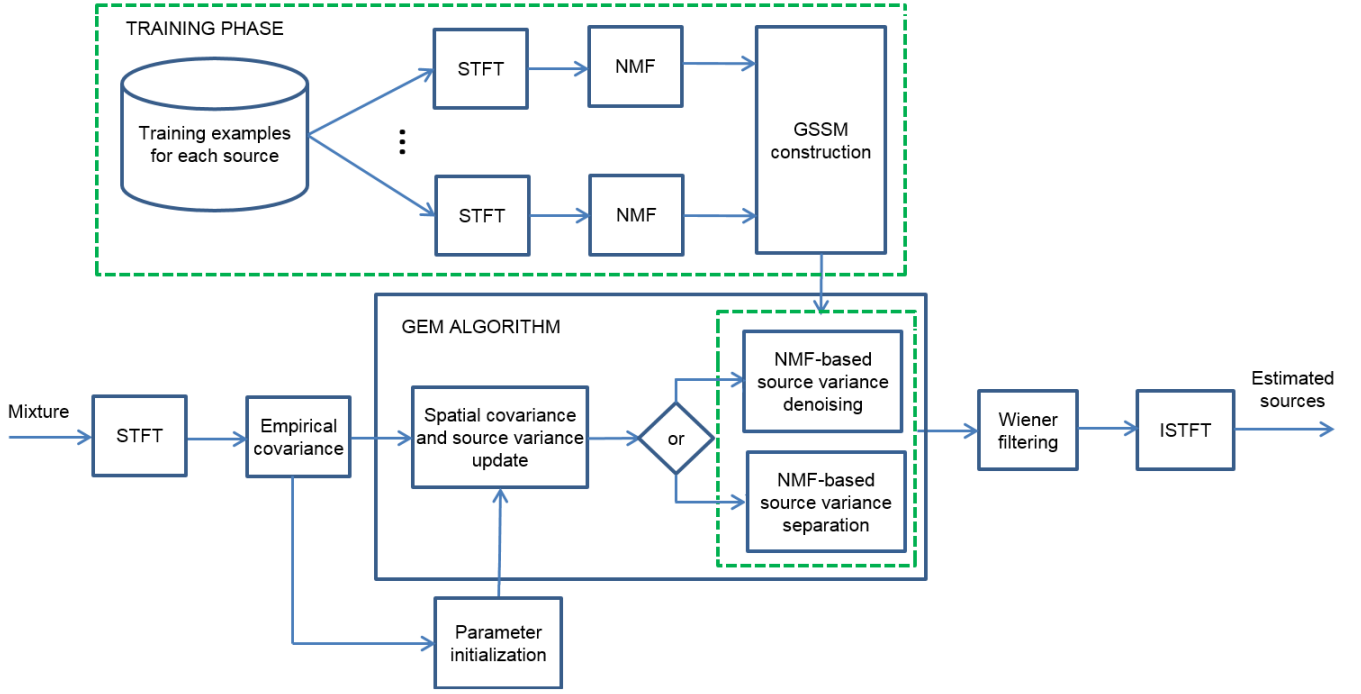 TRAINING PHASE
Training examples
for each source
STFT
NMF
...
STFT
NMF
GSSM
construction
GEM ALGORITHM
Mixture
STFT
Empirical
covariance
Spatial covariance
and source variance
update
or
NMF-based
source variance
denoising
NMF-based
source variance
separation
Wiener
filtering
ISTFT
Estimated
sources
Parameter
initialization